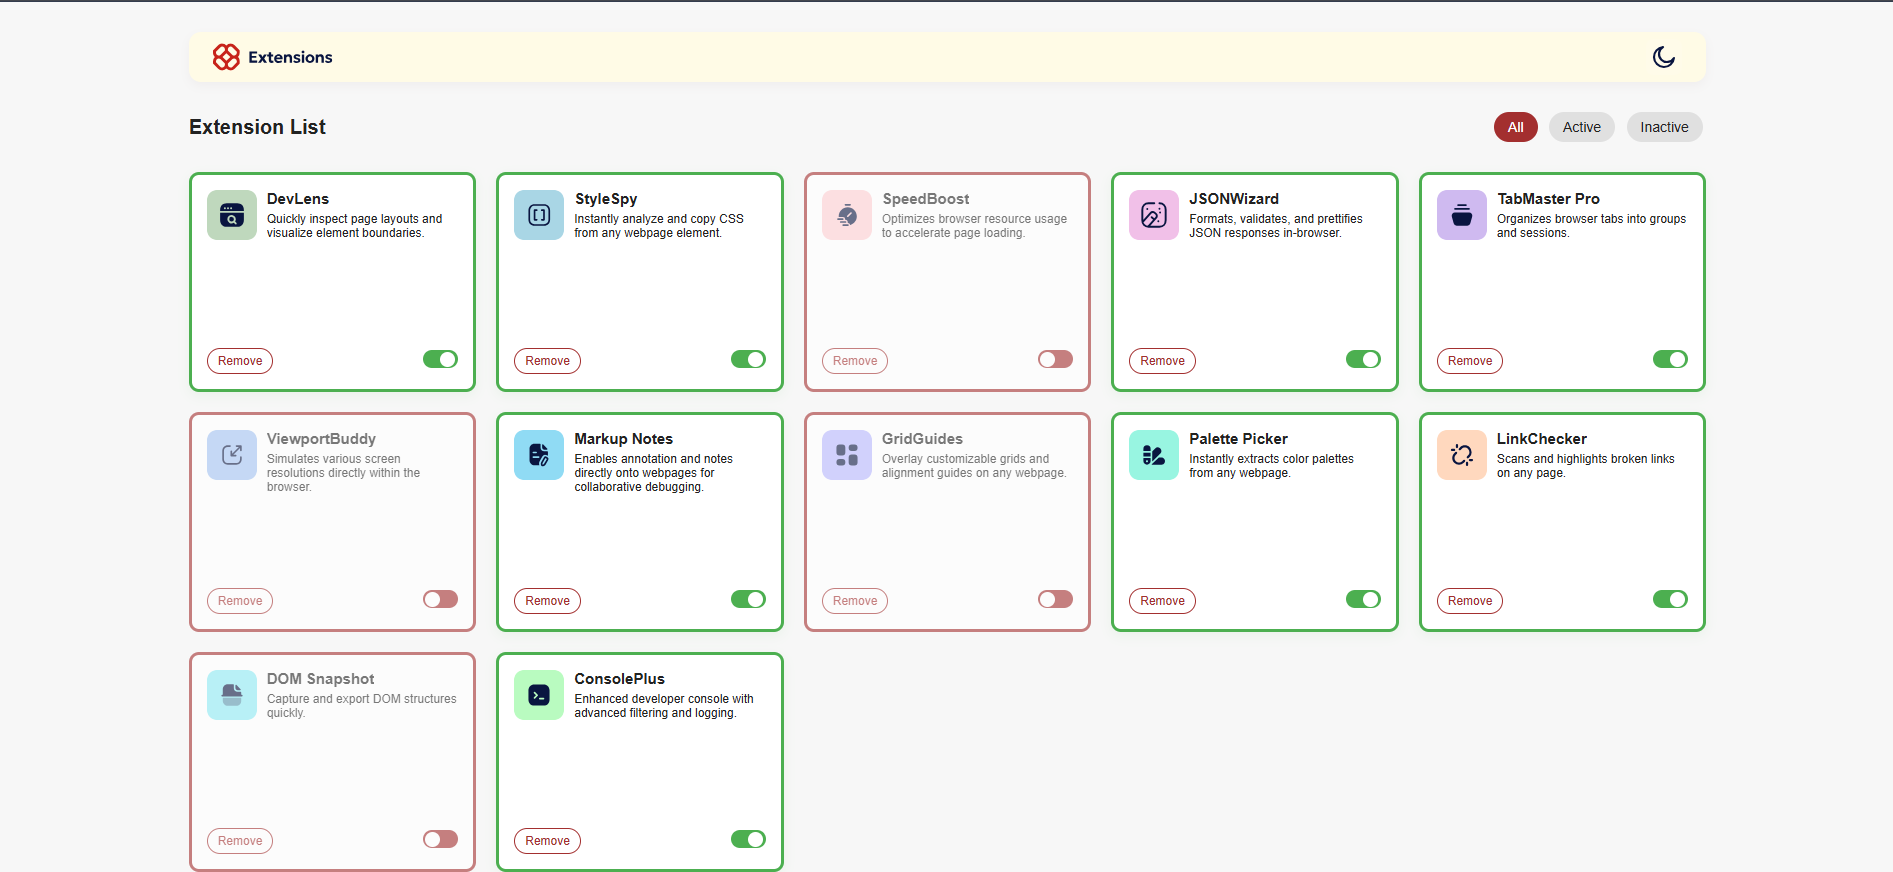 Extensions
Extension List
All
Active
Inactive
DevLens
Quickly inspect page layouts and
visualize element boundaries.
Remove
StyleSpy
Instantly analyze and copy CSS
from any webpage element.
Remove
SpeedBoost
Optimizes browser resource usage
to accelerate page loading.
Remove
JSONWizard
Formats, validates, and prettifies
JSON responses in-browser.
Remove
TabMaster Pro
Organizes browser tabs into groups
and sessions.
Remove
ViewportBuddy
Simulates various screen
resolutions directly within the
browser.
Remove
Markup Notes
Enables annotation and notes
directly onto webpages for
collaborative debugging.
Remove
GridGuides
Overlay customizable grids and
alignment guides on any webpage.
Remove
Palette Picker
Instantly extracts color palettes
from any webpage.
Remove
LinkChecker
Scans and highlights broken links
on any page.
Remove
DOM Snapshot
Capture and export DOM structures
quickly.
Remove
ConsolePlus
Enhanced developer console with
advanced filtering and logging.
Remove